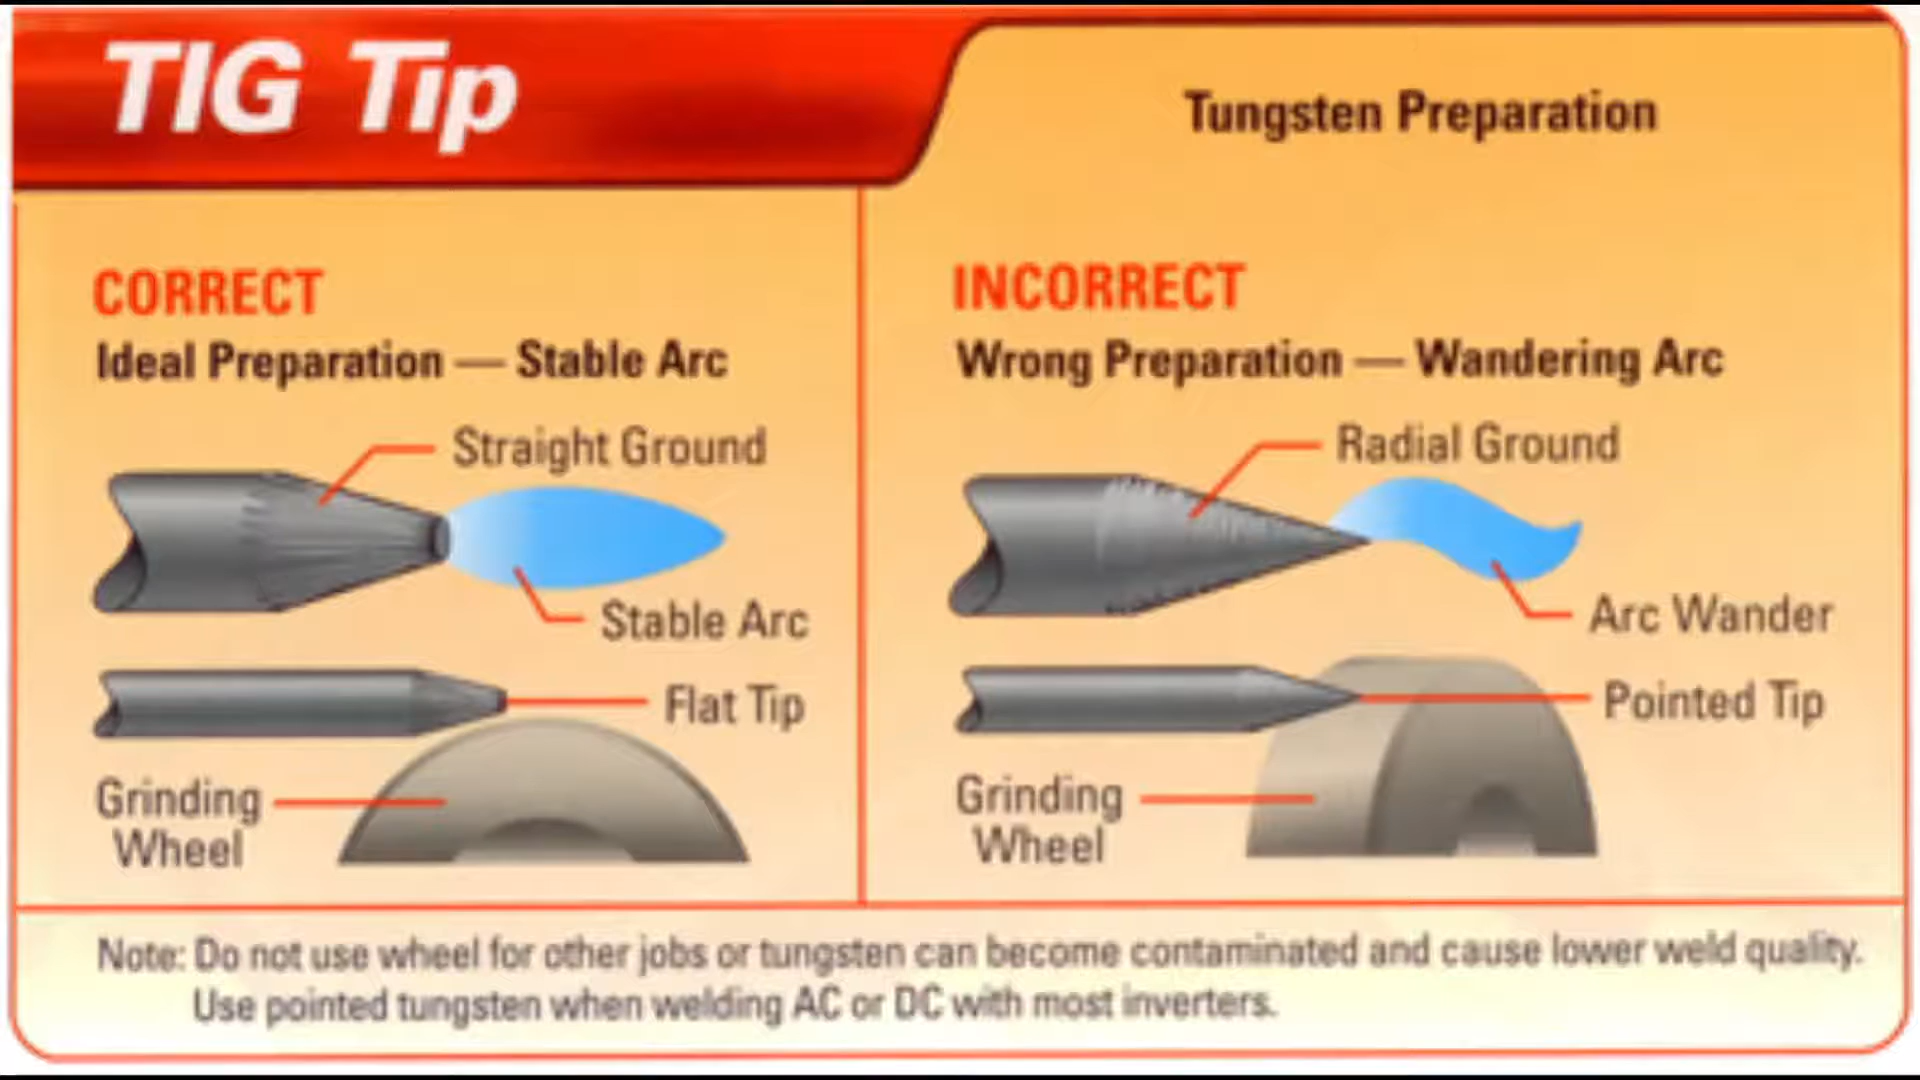 TIG Tip
Tungsten Preparation
CORRECT
Ideal Preparation — Stable Arc
Straight Ground
Stable Arc
Flat Tip
Grinding
Wheel
INCORRECT
Wrong Preparation — Wandering Arc
Radial Ground
Arc Wander
Pointed Tip
Grinding
Wheel
Note: Do not use wheel for other jobs or tungsten can become contaminated and cause lower weld quality.
Use pointed tungsten when welding AC or DC with most inverters.